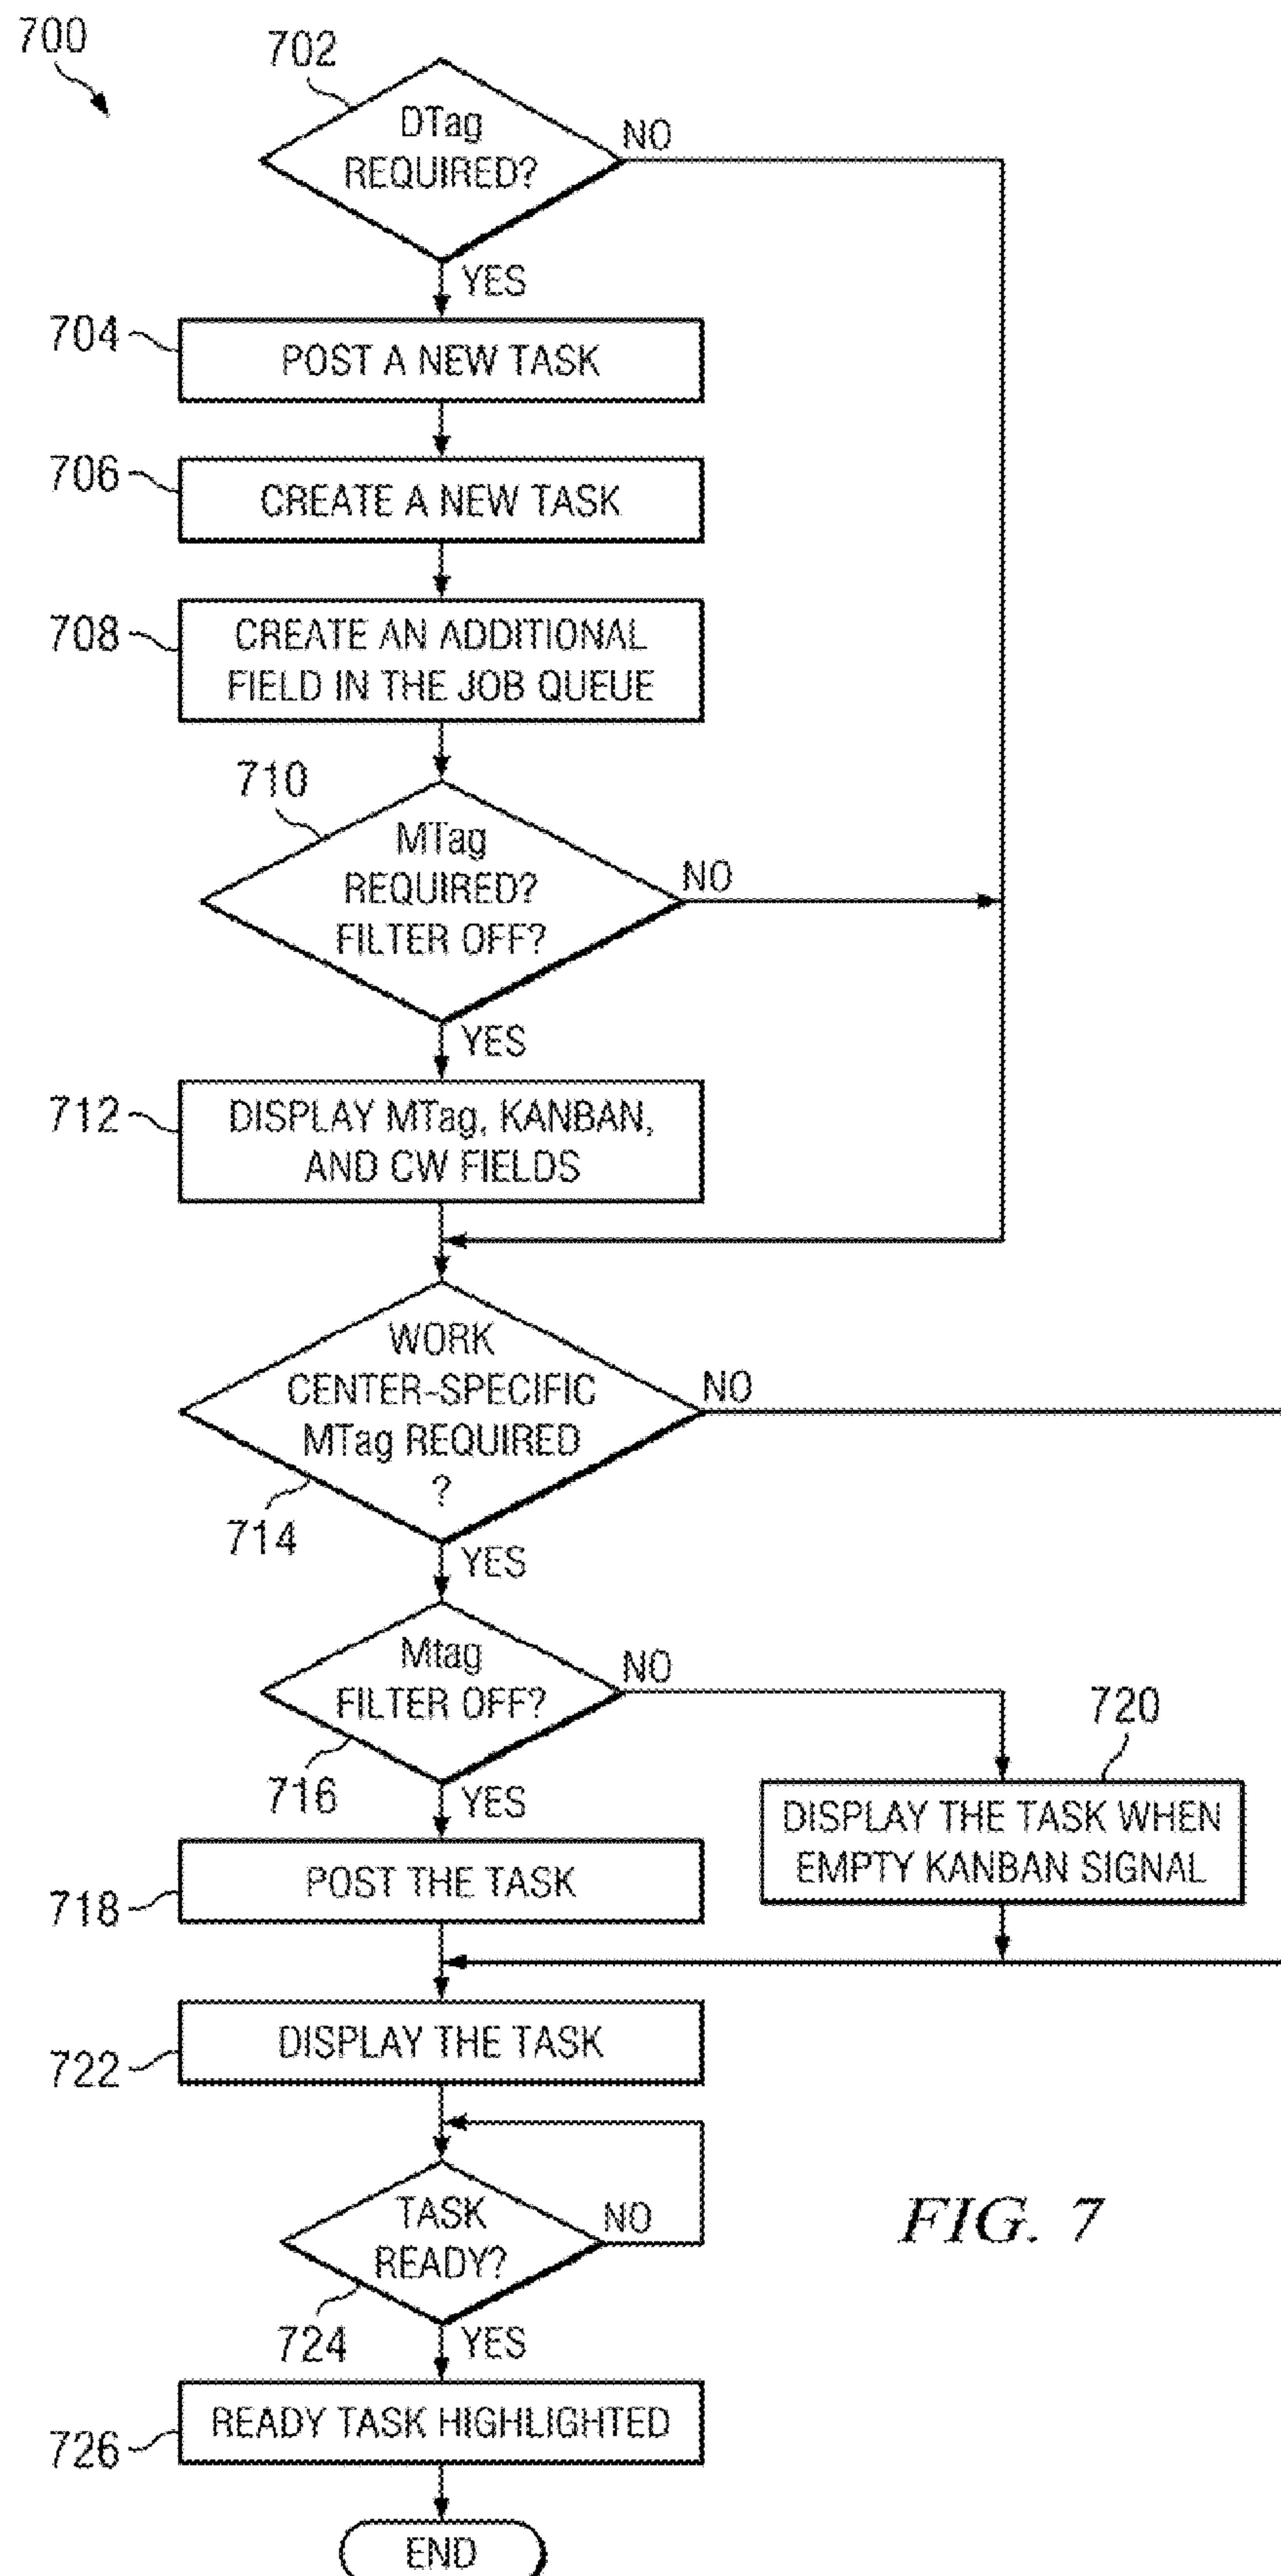 700
702
DTag
REQUIRED?
NO
YES
704
POST A NEW TASK
706
CREATE A NEW TASK
708
CREATE AN ADDITIONAL
FIELD IN THE JOB QUEUE
710
MTag
REQUIRED?
FILTER OFF?
NO
YES
712
DISPLAY MTag, KANBAN,
AND CW FIELDS
WORK
CENTER-SPECIFIC
MTag REQUIRED
?
NO
714
YES
Mtag
FILTER OFF?
NO
716
YES
720
DISPLAY THE TASK WHEN
EMPTY KANBAN SIGNAL
POST THE TASK
718
DISPLAY THE TASK
722
TASK
READY?
NO
724
YES
FIG. 7
READY TASK HIGHLIGHTED
726
END